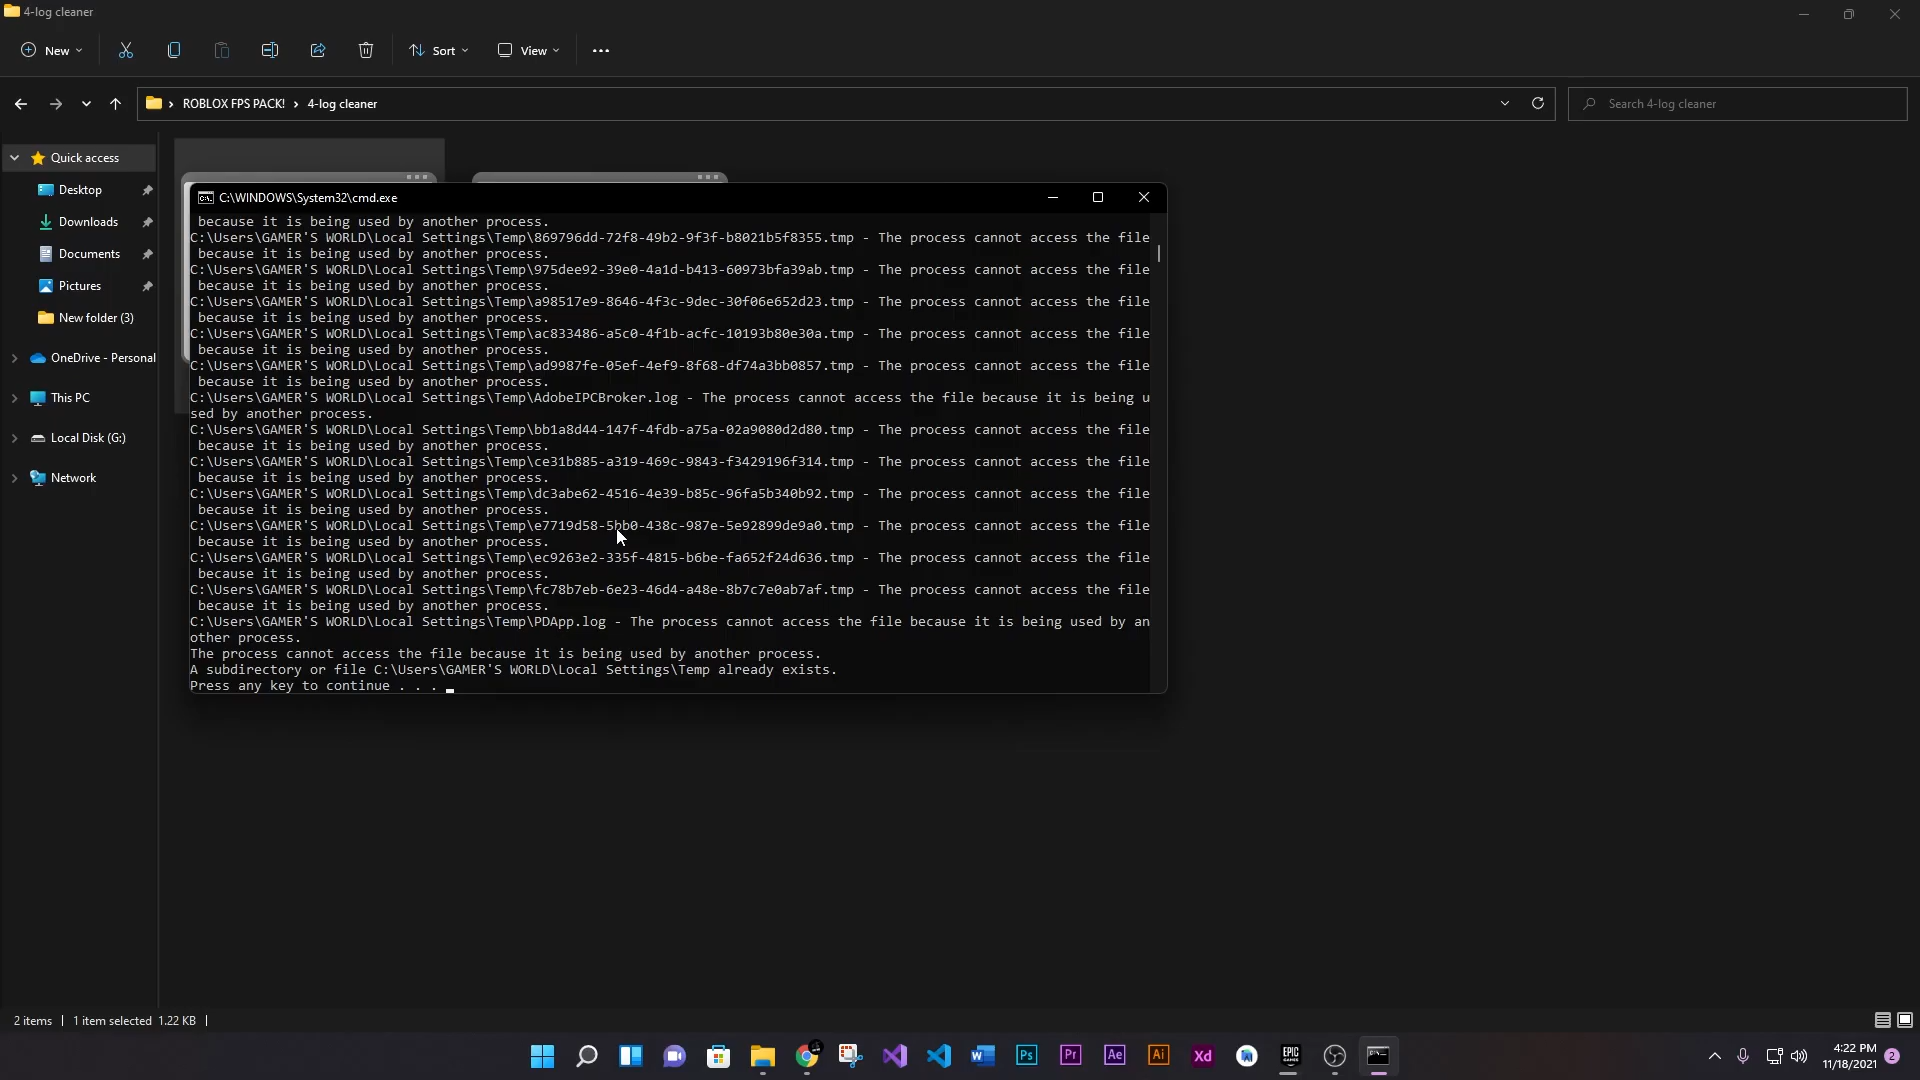 4-log cleaner
New
Sort
View
ROBLOX FPS PACK! > 4-log cleaner
Search 4-log cleaner
Quick access
Desktop
Downloads
Documents
Pictures
New folder (3)
OneDrive - Personal
This PC
Local Disk (G:)
Network
C:\WINDOWS\System32\cmd.exe
because it is being used by another process.
C:\Users\GAMER'S WORLD\Local Settings\Temp\869796dd-72f8-49b2-9f3f-b8021b5f8355.tmp - The process cannot access the file
because it is being used by another process.
C:\Users\GAMER'S WORLD\Local Settings\Temp\975dee92-39e0-4a1d-b413-60973bfa39ab.tmp - The process cannot access the file
because it is being used by another process.
C:\Users\GAMER'S WORLD\Local Settings\Temp\a98517e9-8646-4f3c-9dec-30f06e652d23.tmp - The process cannot access the file
because it is being used by another process.
C:\Users\GAMER'S WORLD\Local Settings\Temp\ac833486-a5c0-4f1b-acfc-10193b80e30a.tmp - The process cannot access the file
because it is being used by another process.
C:\Users\GAMER'S WORLD\Local Settings\Temp\ad9987fe-05ef-4ef9-8f68-df74a3bb0857.tmp - The process cannot access the file
because it is being used by another process.
C:\Users\GAMER'S WORLD\Local Settings\Temp\AdobeIPCBroker.log - The process cannot access the file because it is being u
sed by another process.
C:\Users\GAMER'S WORLD\Local Settings\Temp\bb1a8d44-147f-4fdb-a75a-02a9080d2d80.tmp - The process cannot access the file
because it is being used by another process.
C:\Users\GAMER'S WORLD\Local Settings\Temp\ce31b885-a319-469c-9843-f3429196f314.tmp - The process cannot access the file
because it is being used by another process.
C:\Users\GAMER'S WORLD\Local Settings\Temp\dc3abe62-4516-4e39-b85c-96fa5b340b92.tmp - The process cannot access the file
because it is being used by another process.
C:\Users\GAMER'S WORLD\Local Settings\Temp\e7719d58-5bb0-438c-987e-5e92899de9a0.tmp - The process cannot access the file
because it is being used by another process.
C:\Users\GAMER'S WORLD\Local Settings\Temp\ec9263e2-335f-4815-b6be-fa652f24d636.tmp - The process cannot access the file
because it is being used by another process.
C:\Users\GAMER'S WORLD\Local Settings\Temp\fc78b7eb-6e23-46d4-a48e-8b7c7e0ab7af.tmp - The process cannot access the file
because it is being used by another process.
C:\Users\GAMER'S WORLD\Local Settings\Temp\PDApp.log - The process cannot access the file because it is being used by an
other process.
The process cannot access the file because it is being used by another process.
A subdirectory or file C:\Users\GAMER'S WORLD\Local Settings\Temp already exists.
Press any key to continue . . .
2 items | 1 item selected 1.22 KB |
Ps
Pr
Ae
Ai
Xd
EPIC
GAMES
4:22 PM
11/18/2021
2